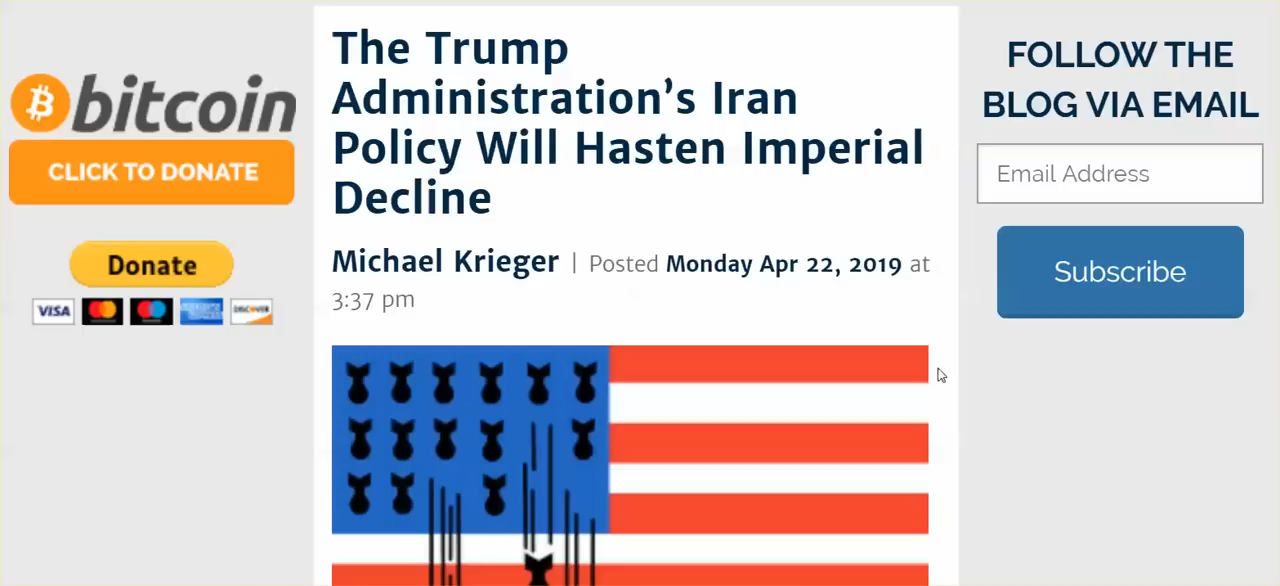 bitcoin
CLICK TO DONATE
Donate
VISA
DISCOVER
The Trump
Administration’s Iran
Policy Will Hasten Imperial
Decline
Michael Krieger | Posted Monday Apr 22, 2019 at
3:37 pm
FOLLOW THE
BLOG VIA EMAIL
Email Address
Subscribe